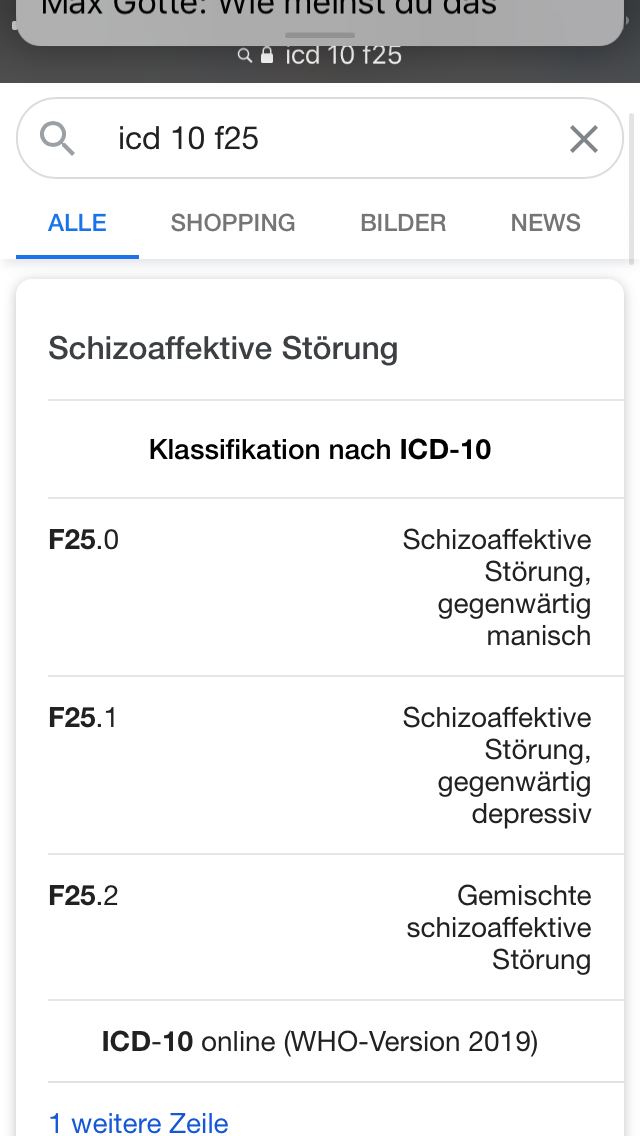 Max Götte: Wie meinst du das
icd 10 f25
icd 10 f25
ALLE SHOPPING BILDER NEWS
Schizoaffektive Störung
Klassifikation nach ICD-10
F25.0 Schizoaffektive
Störung,
gegenwärtig
manisch
F25.1 Schizoaffektive
Störung,
gegenwärtig
depressiv
F25.2 Gemischte
schizoaffektive
Störung
ICD-10 online (WHO-Version 2019)
1 weitere Zeile